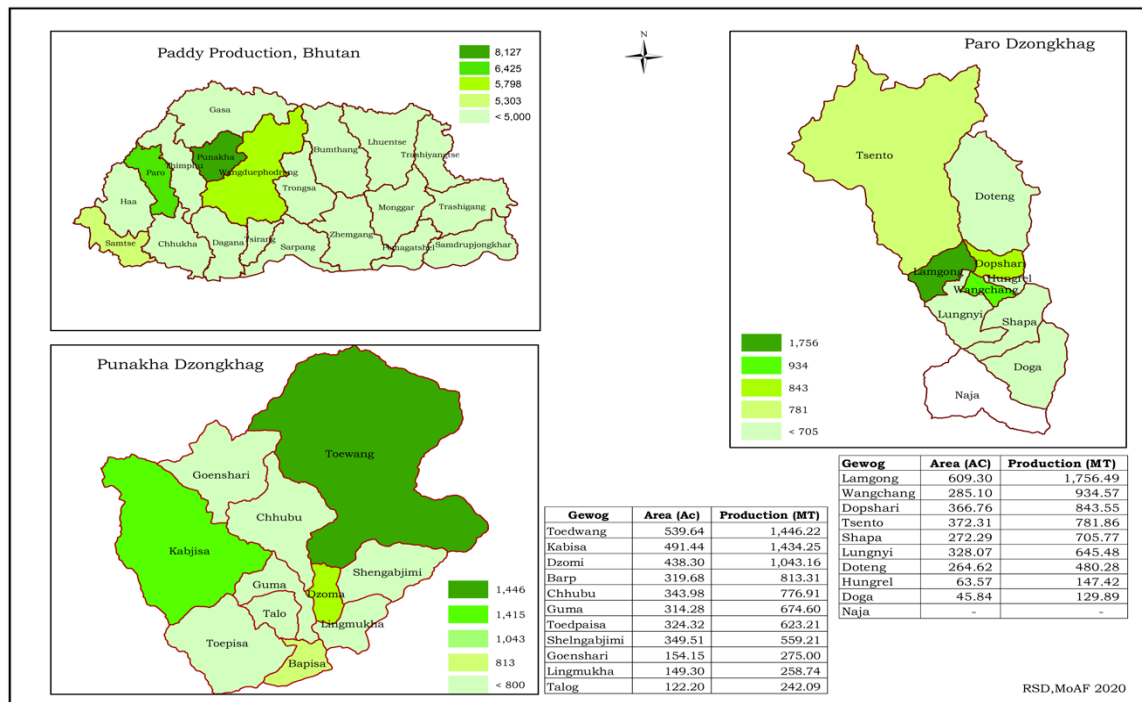 Paddy Production, Bhutan
8,127
6,425
5,798
5,303
< 5,000
Gasa
Punakha
Thimphu
Paro
Wangduephodrang
Haa
Samtse
Chhukha
Dagana
Tsirang
Sarpang
Trongsa
Bumthang
Lhuentse
Trashiyangtse
Monggar
Trashigang
Zhemgang
Pemagatshel
Samdrupjongkhar
N
Paro Dzongkhag
Tsento
Doteng
Lamgong
Dopshari
Hungrel
Wangchang
Lungnyi
Shapa
Doga
Naja
1,756
934
843
781
< 705
Punakha Dzongkhag
Toewang
Goenshari
Chhubu
Kabjisa
Guma
Shengabjimi
Dzoma
Talo
Lingmukha
Toepisa
Bapisa
1,446
1,415
1,043
813
< 800
Gewog Area (Ac) Production (MT)
Toedwang 539.64 1,446.22
Kabisa 491.44 1,434.25
Dzomi 438.30 1,043.16
Barp 319.68 813.31
Chhubu 343.98 776.91
Guma 314.28 674.60
Toedpaisa 324.32 623.21
Shelngabjimi 349.51 559.21
Goenshari 154.15 275.00
Lingmukha 149.30 258.74
Talog 122.20 242.09
Gewog Area (AC) Production (MT)
Lamgong 609.30 1,756.49
Wangchang 285.10 934.57
Dopshari 366.76 843.55
Tsento 372.31 781.86
Shapa 272.29 705.77
Lungnyi 328.07 645.48
Doteng 264.62 480.28
Hungrel 63.57 147.42
Doga 45.84 129.89
Naja - -
RSD,MoAF 2020